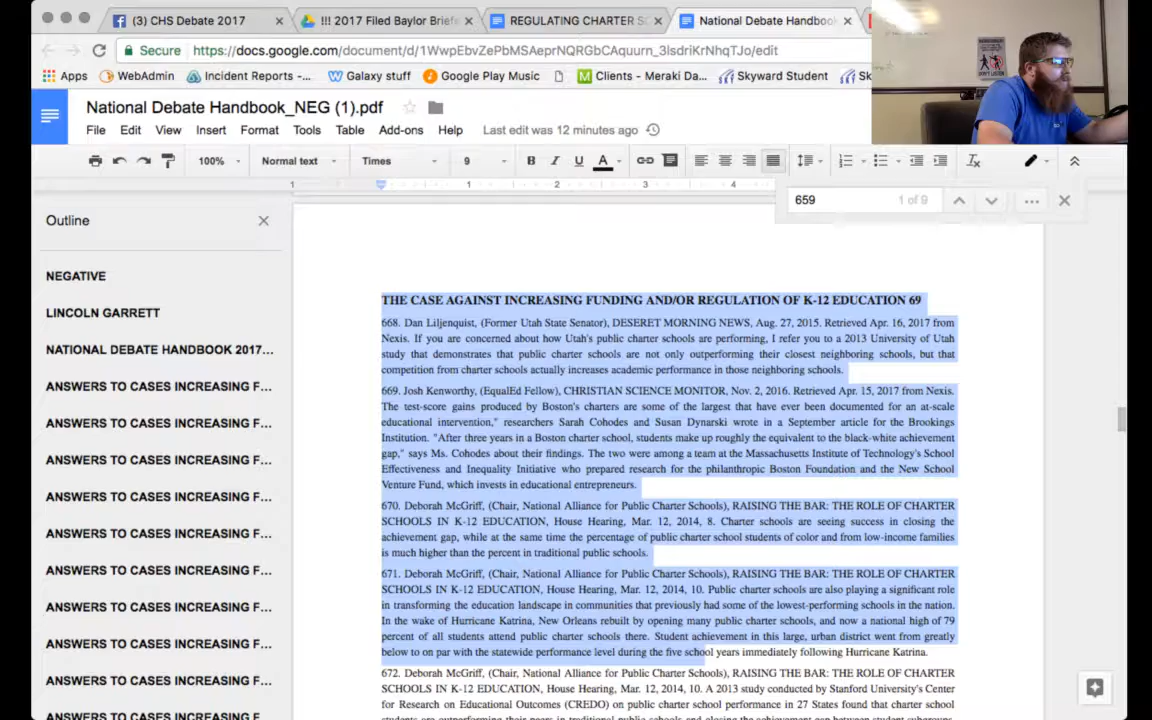 (3) CHS Debate 2017
!!! 2017 Filed Baylor Briefs
REGULATING CHARTER SC
National Debate Handboo
Secure
https://docs.google.com/document/d/1WwpEbvZePbMSAeprNQRGbCAquurn_3lsdriKrNhqTJo/edit
Apps
WebAdmin
Incident Reports -...
Galaxy stuff
Google Play Music
Clients - Meraki Da...
Skyward Student
Sk
National Debate Handbook_NEG (1).pdf
File Edit View Insert Format Tools Table Add-ons Help Last edit was 12 minutes ago
100% Normal text Times 9 B I U A
1 1 2 3 4
659 1 of 9
Outline
NEGATIVE
LINCOLN GARRETT
NATIONAL DEBATE HANDBOOK 2017...
ANSWERS TO CASES INCREASING F...
ANSWERS TO CASES INCREASING F...
ANSWERS TO CASES INCREASING F...
ANSWERS TO CASES INCREASING F...
ANSWERS TO CASES INCREASING F...
ANSWERS TO CASES INCREASING F...
ANSWERS TO CASES INCREASING F...
ANSWERS TO CASES INCREASING F...
ANSWERS TO CASES INCREASING F...
ANSWERS TO CASES INCREASING F...
THE CASE AGAINST INCREASING FUNDING AND/OR REGULATION OF K-12 EDUCATION 69
668. Dan Liljenquist, (Former Utah State Senator), DESERET MORNING NEWS, Aug. 27, 2015. Retrieved Apr. 16, 2017 from
Nexis. If you are concerned about how Utah's public charter schools are performing, I refer you to a 2013 University of Utah
study that demonstrates that public charter schools are not only outperforming their closest neighboring schools, but that
competition from charter schools actually increases academic performance in those neighboring schools.
669. Josh Kenworthy, (EqualEd Fellow), CHRISTIAN SCIENCE MONITOR, Nov. 2, 2016. Retrieved Apr. 15, 2017 from Nexis.
The test-score gains produced by Boston's charters are some of the largest that have ever been documented for an at-scale
educational intervention," researchers Sarah Cohodes and Susan Dynarski wrote in a September article for the Brookings
Institution. "After three years in a Boston charter school, students make up roughly the equivalent to the black-white achievement
gap," says Ms. Cohodes about their findings. The two were among a team at the Massachusetts Institute of Technology's School
Effectiveness and Inequality Initiative who prepared research for the philanthropic Boston Foundation and the New School
Venture Fund, which invests in educational entrepreneurs.
670. Deborah McGriff, (Chair, National Alliance for Public Charter Schools), RAISING THE BAR: THE ROLE OF CHARTER
SCHOOLS IN K-12 EDUCATION, House Hearing, Mar. 12, 2014, 8. Charter schools are seeing success in closing the
achievement gap, while at the same time the percentage of public charter school students of color and from low-income families
is much higher than the percent in traditional public schools.
671. Deborah McGriff, (Chair, National Alliance for Public Charter Schools), RAISING THE BAR: THE ROLE OF CHARTER
SCHOOLS IN K-12 EDUCATION, House Hearing, Mar. 12, 2014, 10. Public charter schools are also playing a significant role
in transforming the education landscape in communities that previously had some of the lowest-performing schools in the nation.
In the wake of Hurricane Katrina, New Orleans rebuilt by opening many public charter schools, and now a national high of 79
percent of all students attend public charter schools there. Student achievement in this large, urban district went from greatly
below to on par with the statewide performance level during the five school years immediately following Hurricane Katrina.
672. Deborah McGriff, (Chair, National Alliance for Public Charter Schools), RAISING THE BAR: THE ROLE OF CHARTER
SCHOOLS IN K-12 EDUCATION, House Hearing, Mar. 12, 2014, 10. A 2013 study conducted by Stanford University's Center
for Research on Educational Outcomes (CREDO) on public charter school performance in 27 States found that charter school